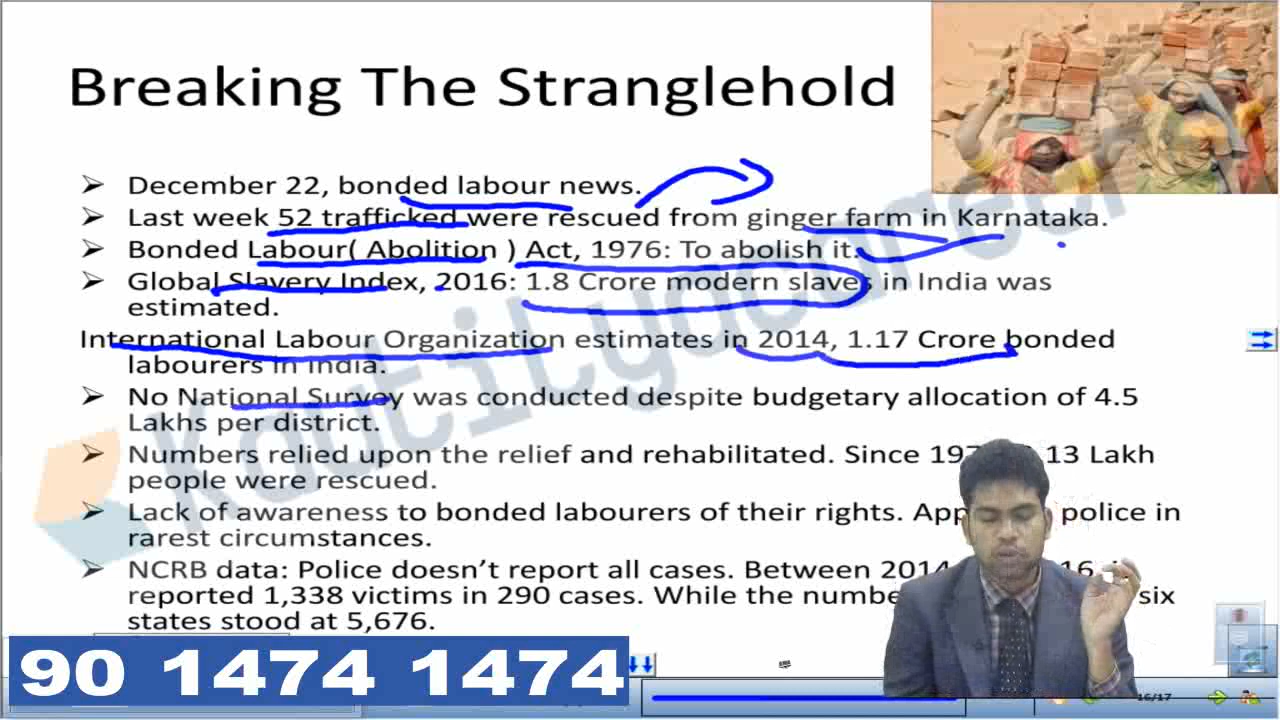 Breaking The Stranglehold
➤ December 22, bonded labour news.
➤ Last week 52 trafficked were rescued from ginger farm in Karnataka.
➤ Bonded Labour( Abolition ) Act, 1976: To abolish it.
➤ Global Slavery Index, 2016: 1.8 Crore modern slaves in India was
estimated.
International Labour Organization estimates in 2014, 1.17 Crore bonded
labourers in India.
➤ No National Survey was conducted despite budgetary allocation of 4.5
Lakhs per district.
➤ Numbers relied upon the relief and rehabilitated. Since 13 Lakh
people were rescued.
➤ Lack of awareness to bonded labourers of their rights. police in
rarest circumstances.
➤ NCRB data: Police doesn't report all cases. Between 2014
reported 1,338 victims in 290 cases. While the six
states stood at 5,676.
Kautilyacareer
90 1474 1474
16/17